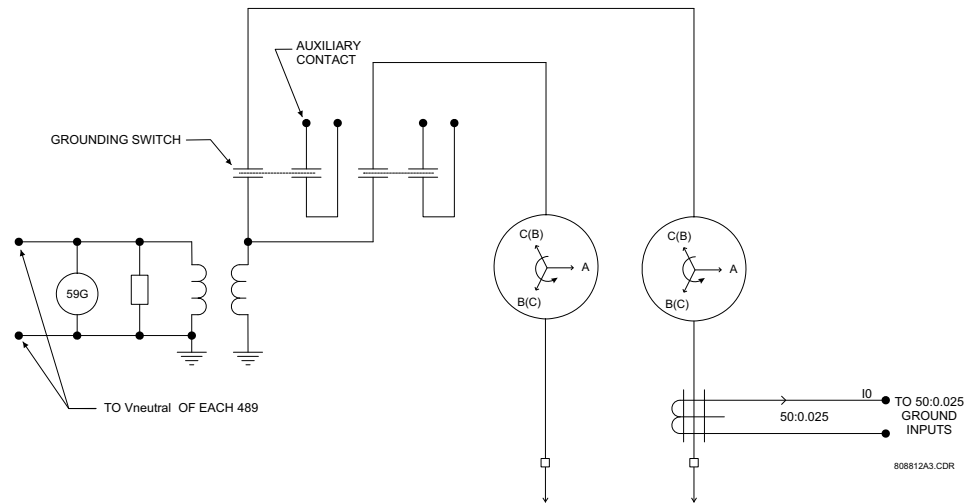 AUXILIARY
CONTACT
GROUNDING SWITCH
C(B)
A
B(C)
C(B)
A
B(C)
59G
TO Vneutral OF EACH 489
I0
50:0.025
TO 50:0.025
GROUND
INPUTS
808812A3.CDR